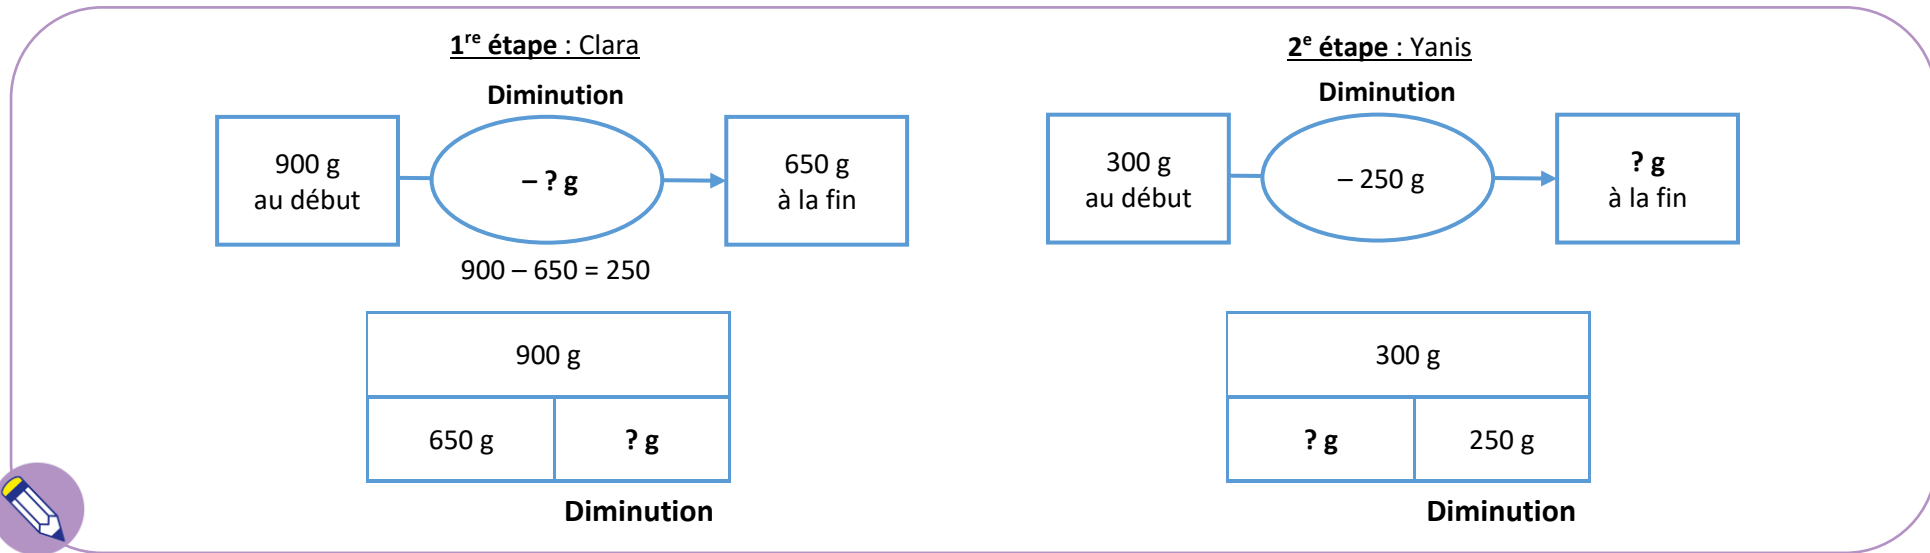 1re étape : Clara
Diminution
900 g
au début
– ? g
650 g
à la fin
900 – 650 = 250
900 g
650 g
? g
Diminution
2e étape : Yanis
Diminution
300 g
au début
– 250 g
? g
à la fin
300 g
? g
250 g
Diminution